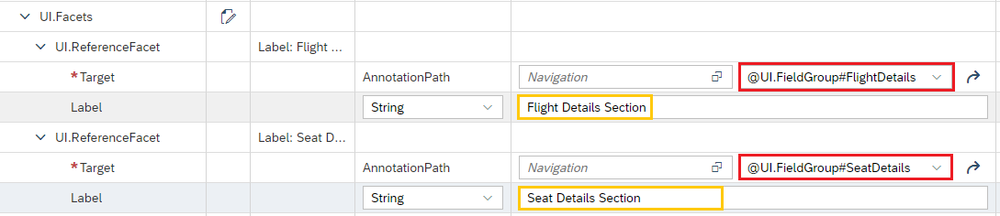 UI.Facets
UI.ReferenceFacet Label: Flight ...
*Target AnnotationPath Navigation @UI.FieldGroup#FlightDetails
Label String Flight Details Section
UI.ReferenceFacet Label: Seat D...
*Target AnnotationPath Navigation @UI.FieldGroup#SeatDetails
Label String Seat Details Section